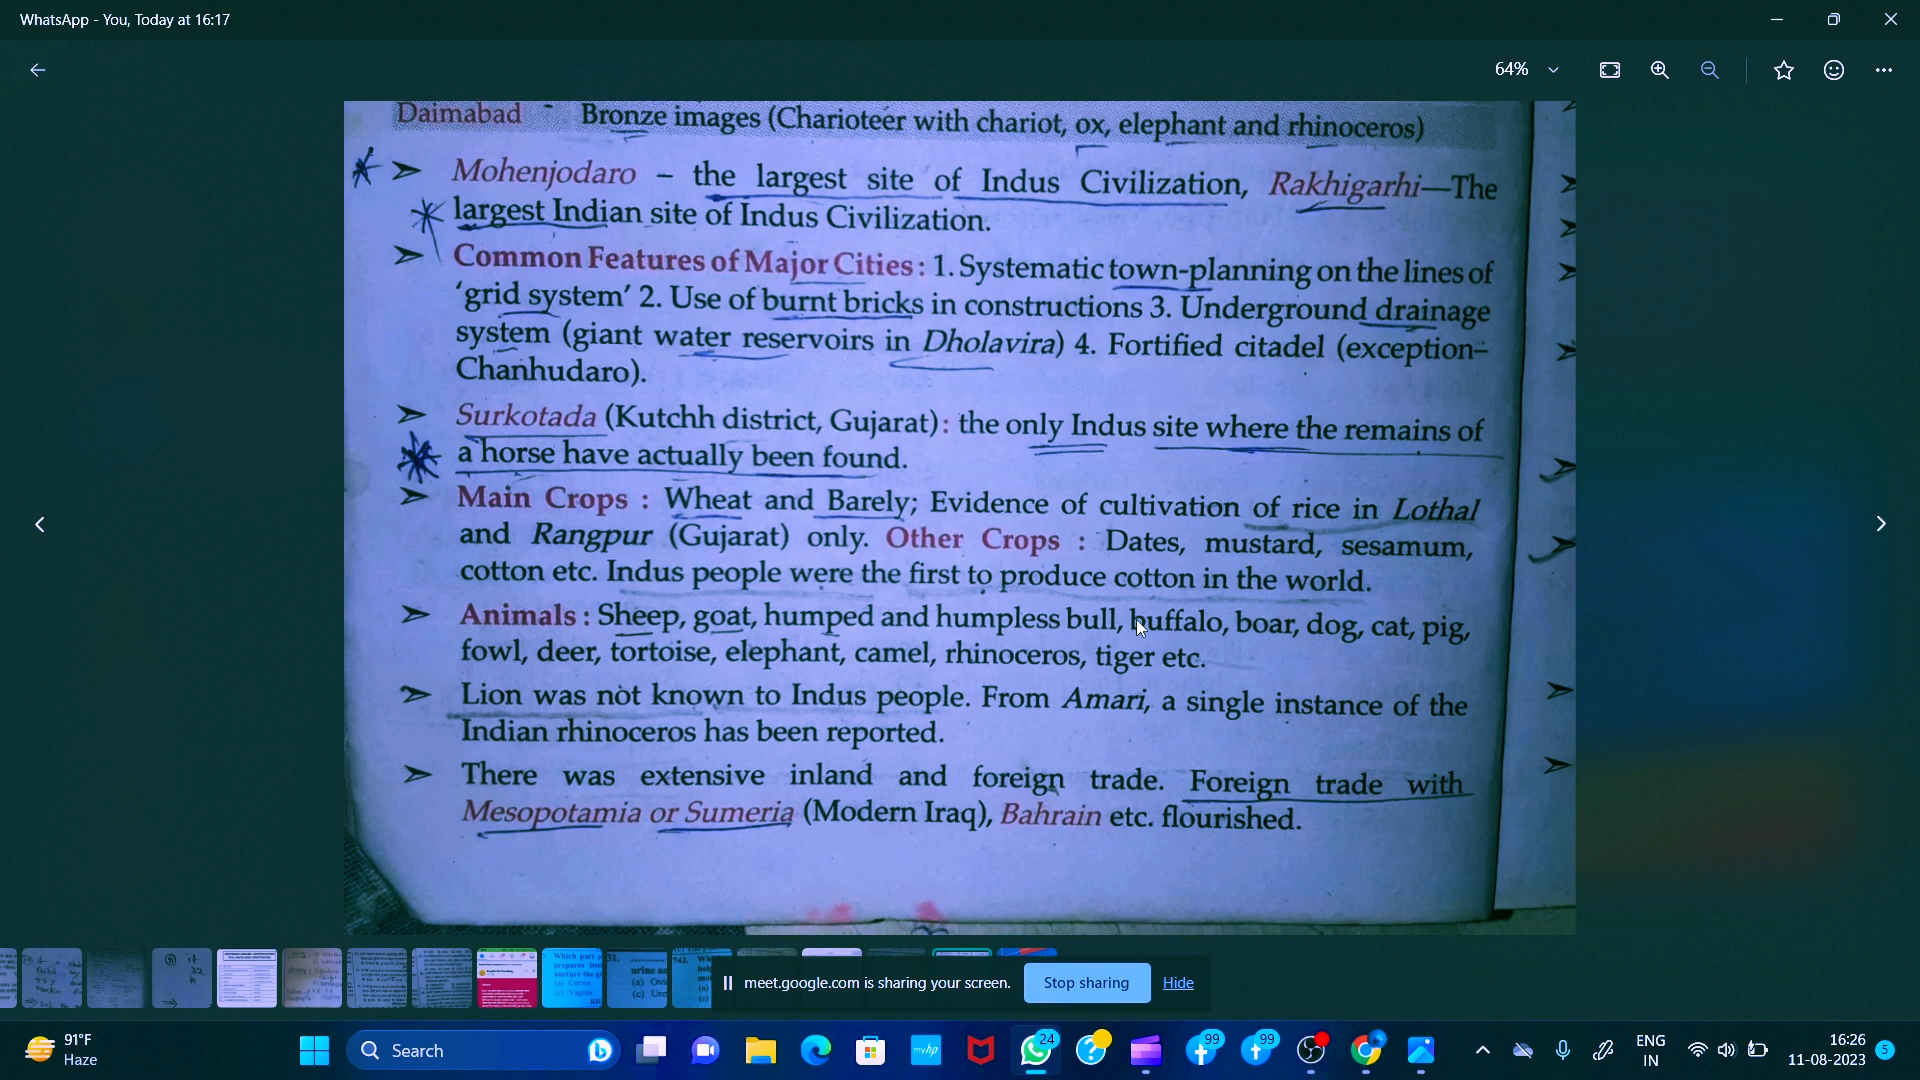 WhatsApp - You, Today at 16:17
64%
Daimabad - Bronze images (Charioteer with chariot, ox, elephant and rhinoceros)
➢ Mohenjodaro – the largest site of Indus Civilization, Rakhigarhi—The
largest Indian site of Indus Civilization.
➢ Common Features of Major Cities : 1. Systematic town-planning on the lines of
‘grid system’ 2. Use of burnt bricks in constructions 3. Underground drainage
system (giant water reservoirs in Dholavira) 4. Fortified citadel (exception–
Chanhudaro).
➢ Surkotada (Kutchh district, Gujarat) : the only Indus site where the remains of
a horse have actually been found.
➢ Main Crops : Wheat and Barely; Evidence of cultivation of rice in Lothal
and Rangpur (Gujarat) only. Other Crops : Dates, mustard, sesamum,
cotton etc. Indus people were the first to produce cotton in the world.
➢ Animals : Sheep, goat, humped and humpless bull, buffalo, boar, dog, cat, pig,
fowl, deer, tortoise, elephant, camel, rhinoceros, tiger etc.
➢ Lion was not known to Indus people. From Amari, a single instance of the
Indian rhinoceros has been reported.
➢ There was extensive inland and foreign trade. Foreign trade with
Mesopotamia or Sumeria (Modern Iraq), Bahrain etc. flourished.
meet.google.com is sharing your screen.
Stop sharing
Hide
91°F
Haze
Search
myhp
24
99
99
ENG
IN
16:26
11-08-2023
5